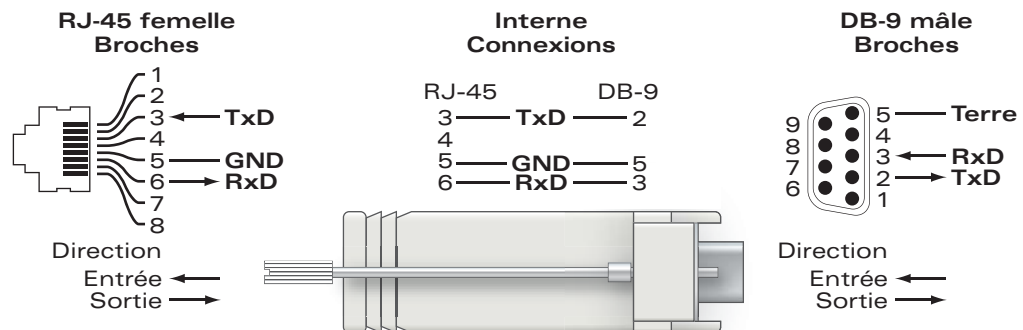 RJ-45 femelle
Broches
1
2
3 TxD
4
5 GND
6 RxD
7
8
Direction
Entrée
Sortie
Interne
Connexions
RJ-45 DB-9
3 TxD 2
4
5 GND 5
6 RxD 3
DB-9 mâle
Broches
5 Terre
9
4
8
3 RxD
7
2 TxD
6
1
Direction
Entrée
Sortie